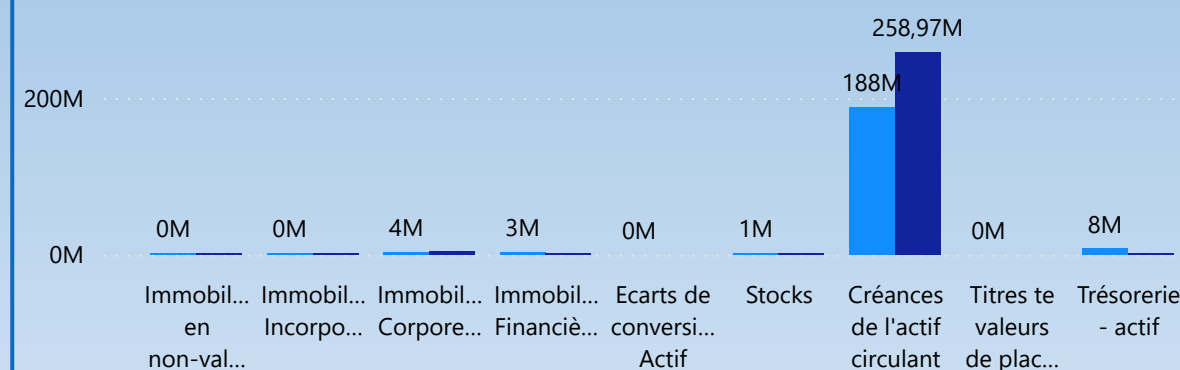 258,97M
188M
200M
0M
0M
4M
3M
0M
1M
0M
8M
0M
Immobil...
en
non-val...
Immobil...
Incorpo...
Immobil...
Corpore...
Immobil...
Financiè...
Ecarts de
conversi...
Actif
Stocks
Créances
de l'actif
circulant
Titres te
valeurs
de plac...
Trésorerie
- actif